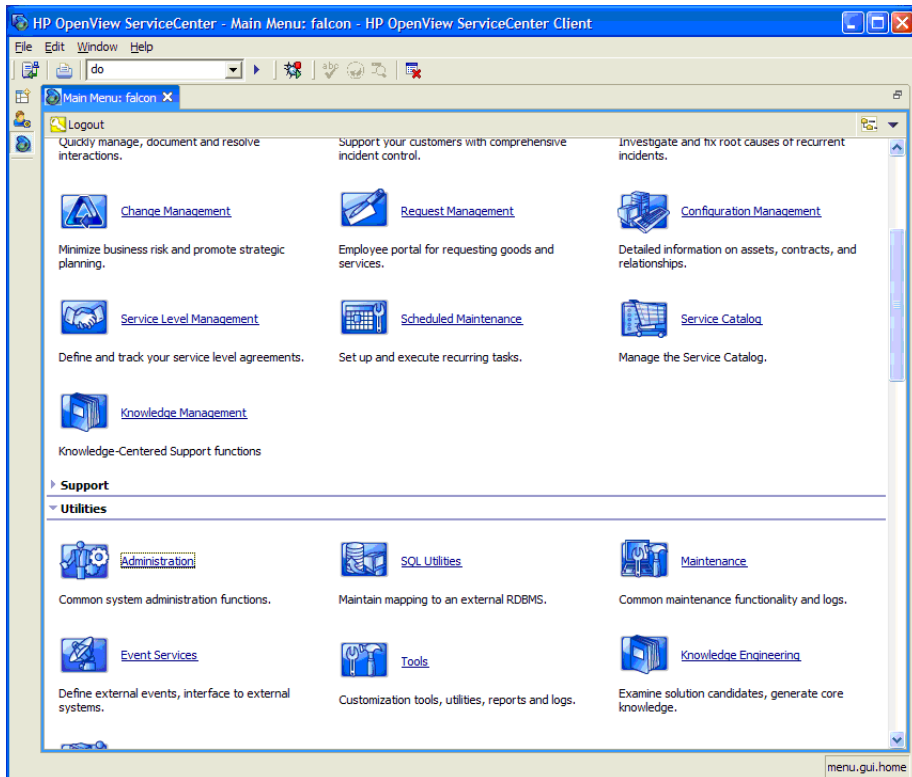 HP OpenView ServiceCenter - Main Menu: falcon - HP OpenView ServiceCenter Client
File Edit Window Help
do
abc
Main Menu: falcon
Logout
Quickly manage, document and resolve
interactions.
Support your customers with comprehensive
incident control.
Investigate and fix root causes of recurrent
incidents.
Change Management
Request Management
Configuration Management
Minimize business risk and promote strategic
planning.
Employee portal for requesting goods and
services.
Detailed information on assets, contracts, and
relationships.
Service Level Management
Scheduled Maintenance
Service Catalog
Define and track your service level agreements.
Set up and execute recurring tasks.
Manage the Service Catalog.
Knowledge Management
Knowledge-Centered Support functions
Support
Utilities
Administration
SQL Utilities
Maintenance
Common system administration functions.
Maintain mapping to an external RDBMS.
Common maintenance functionality and logs.
Event Services
Tools
Knowledge Engineering
Define external events, interface to external
systems.
Customization tools, utilities, reports and logs.
Examine solution candidates, generate core
knowledge.
menu.gui.home